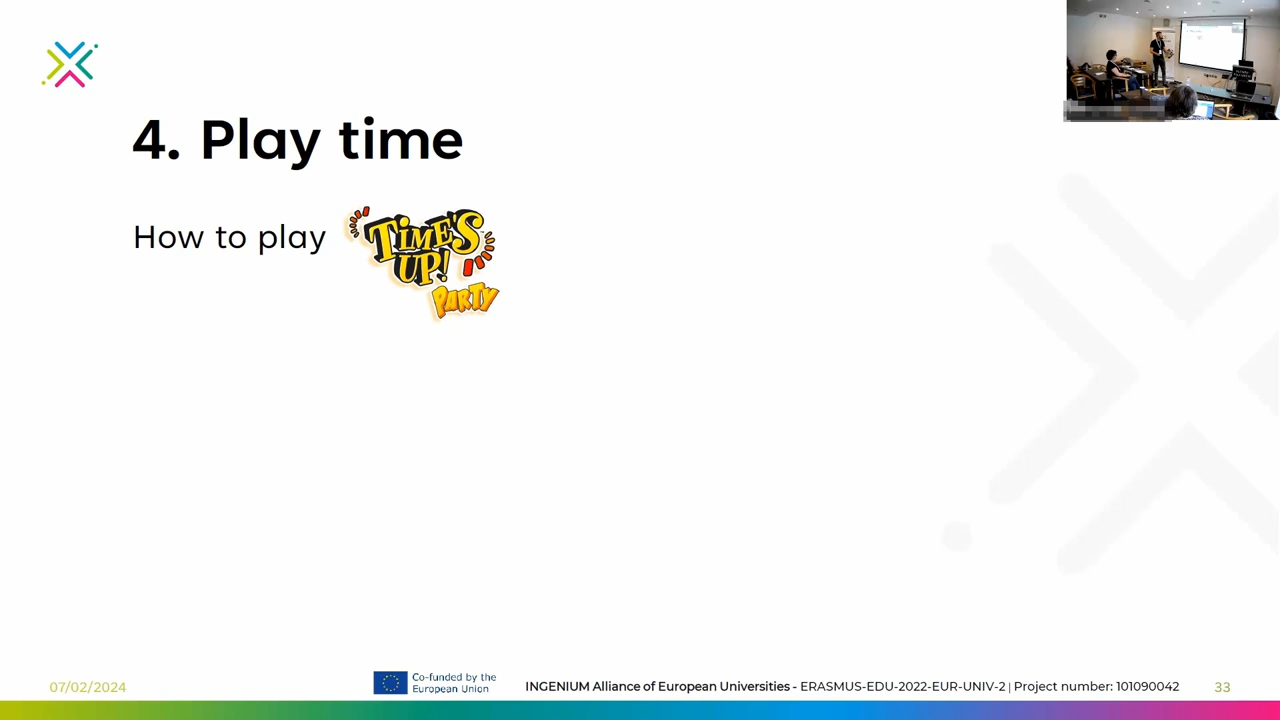 4. Play time
How to play
TIME'S
UP!
PARTY
07/02/2024
Co-funded by the
European Union
INGENIUM Alliance of European Universities - ERASMUS-EDU-2022-EUR-UNIV-2 | Project number: 101090042
33